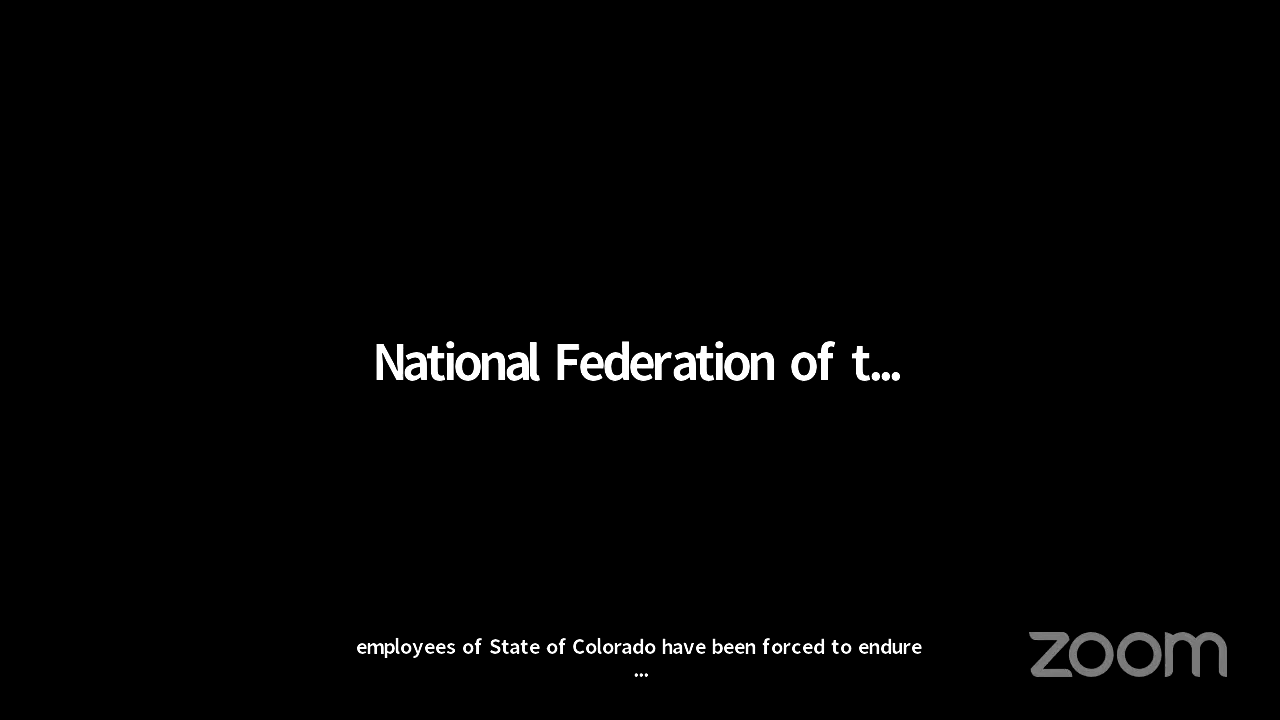 National Federation of t...
employees of State of Colorado have been forced to endure
...
zoom